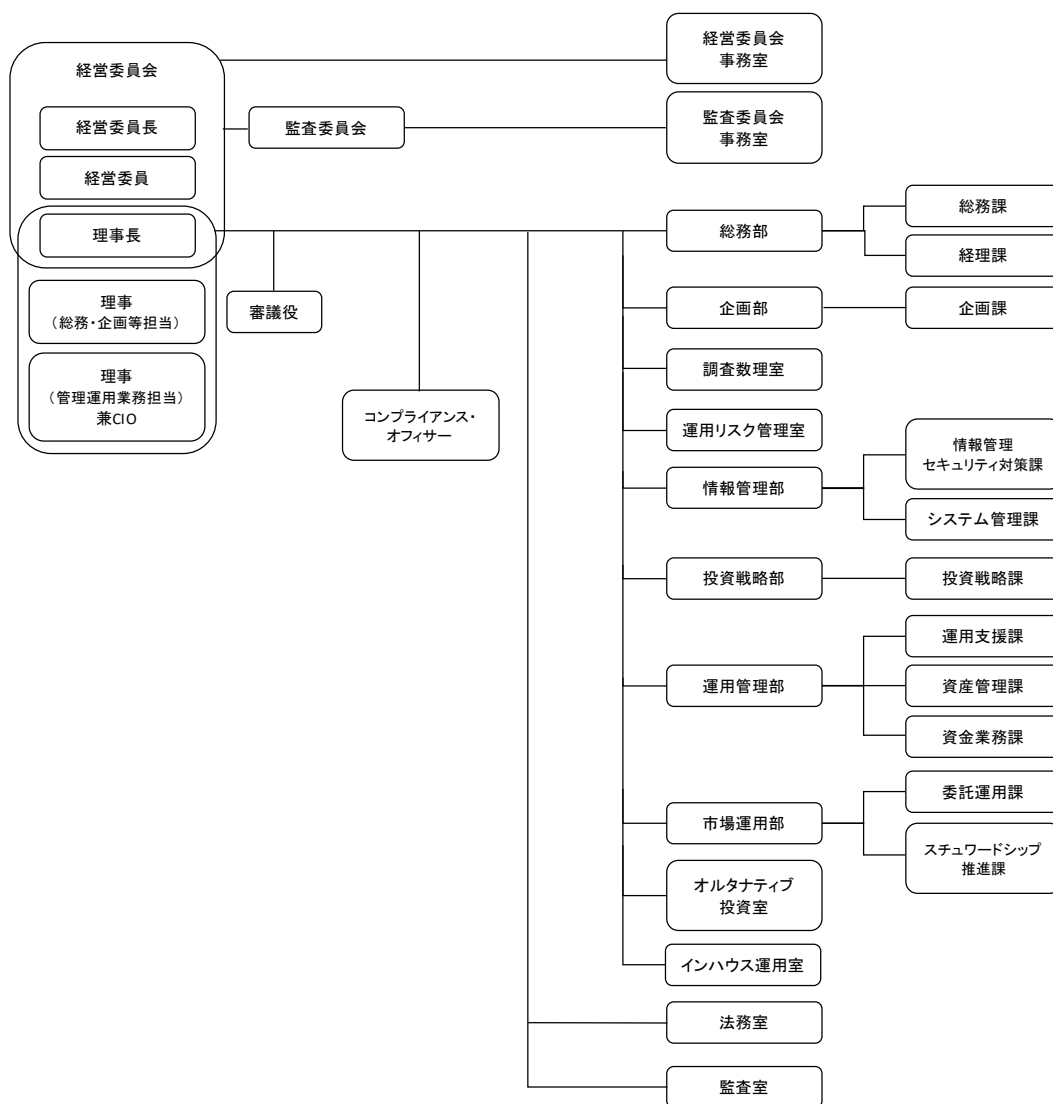 経営委員会
経営委員長
経営委員
理事長
理事
（総務・企画等担当）
理事
（管理運用業務担当）
兼CIO
監査委員会
審議役
コンプライアンス・
オフィサー
経営委員会
事務室
監査委員会
事務室
総務部
総務課
経理課
企画部
企画課
調査数理室
運用リスク管理室
情報管理部
情報管理
セキュリティ対策課
システム管理課
投資戦略部
投資戦略課
運用管理部
運用支援課
資産管理課
資金業務課
市場運用部
委託運用課
スチュワードシップ
推進課
オルタナティブ
投資室
インハウス運用室
法務室
監査室